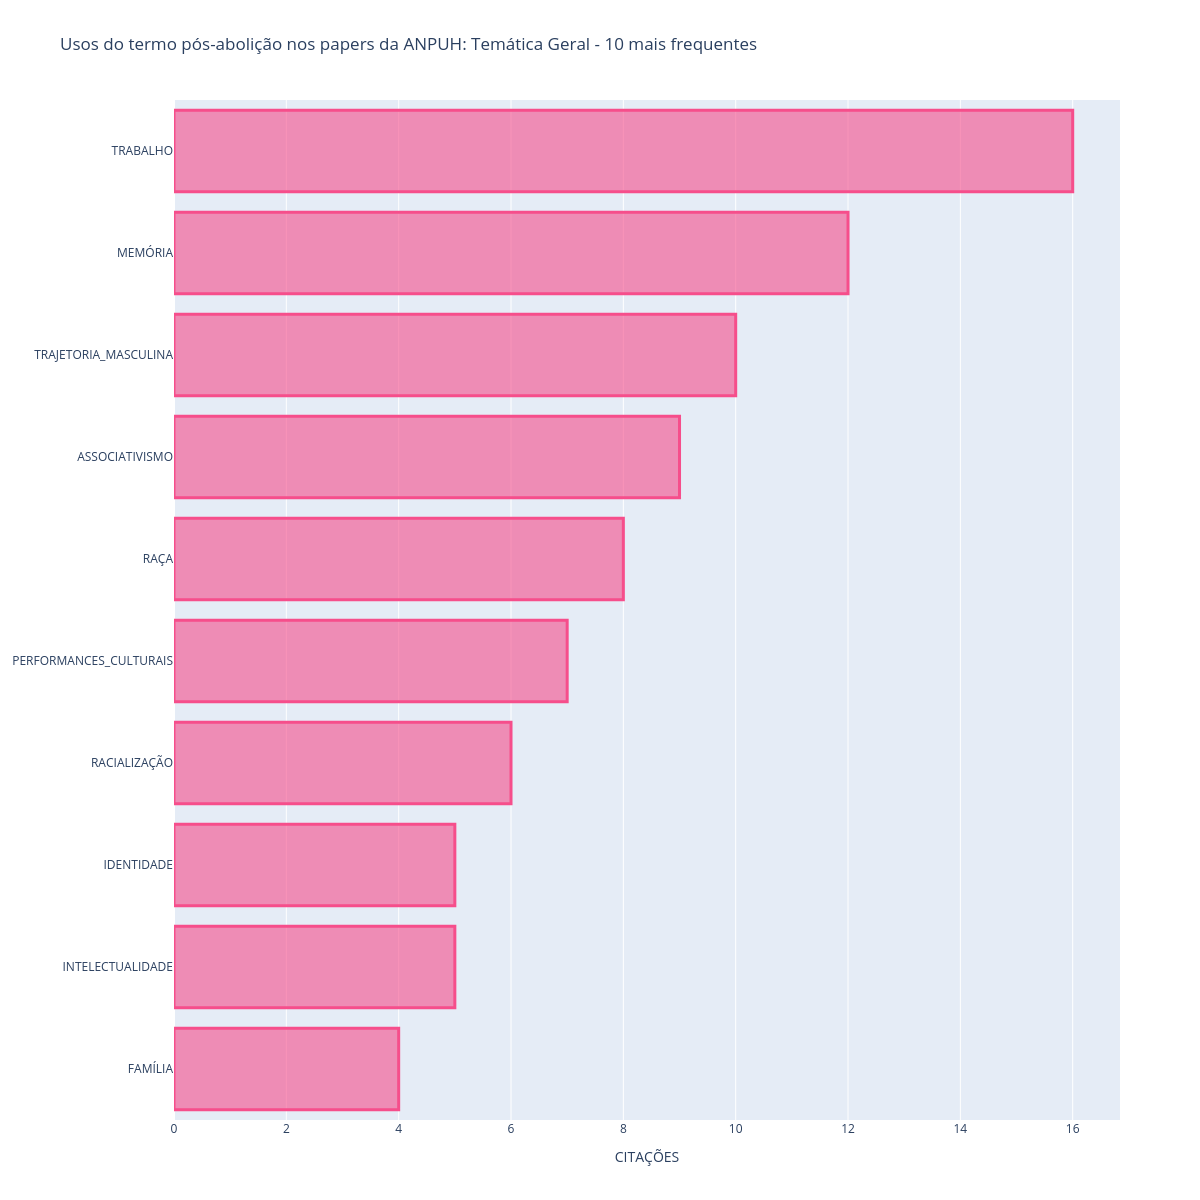 Usos do termo pós-abolição nos papers da ANPUH: Temática Geral - 10 mais frequentes
TRABALHO
MEMÓRIA
TRAJETORIA_MASCULINA
ASSOCIATIVISMO
RAÇA
PERFORMANCES_CULTURAIS
RACIALIZAÇÃO
IDENTIDADE
INTELECTUALIDADE
FAMÍLIA
0 2 4 6 8 10 12 14 16
CITAÇÕES